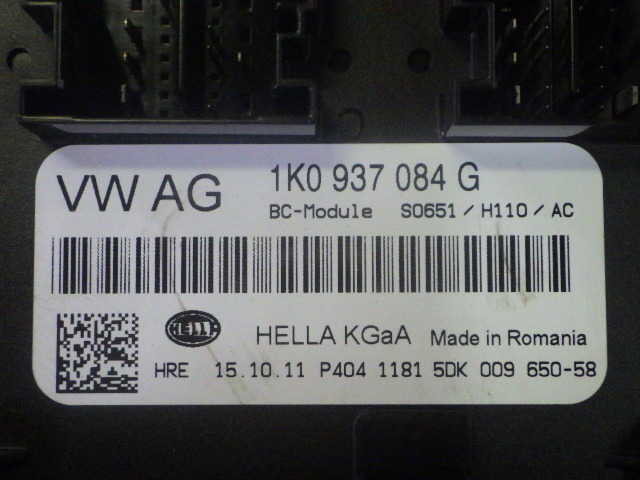 VW AG 1K0 937 084 G
BC-Module S0651 / H110 / AC
HELLA HELLA KGaA Made in Romania
HRE 15.10.11 P404 1181 5DK 009 650-58